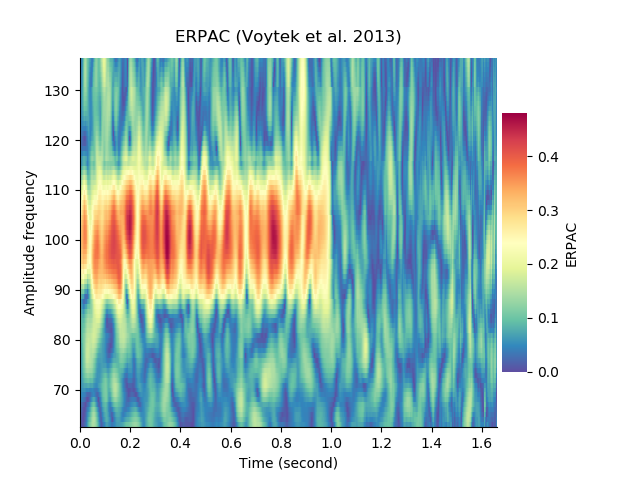 ERPAC (Voytek et al. 2013)
Amplitude frequency
130
120
110
100
90
80
70
0.0 0.2 0.4 0.6 0.8 1.0 1.2 1.4 1.6
Time (second)
0.4
0.3
0.2
0.1
0.0
ERPAC